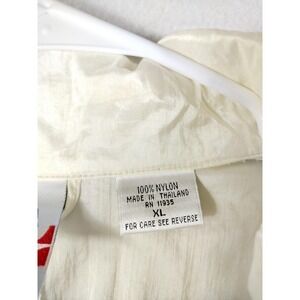 100% NYLON
MADE IN THAILAND
RN 11935
XL
FOR CARE SEE REVERSE